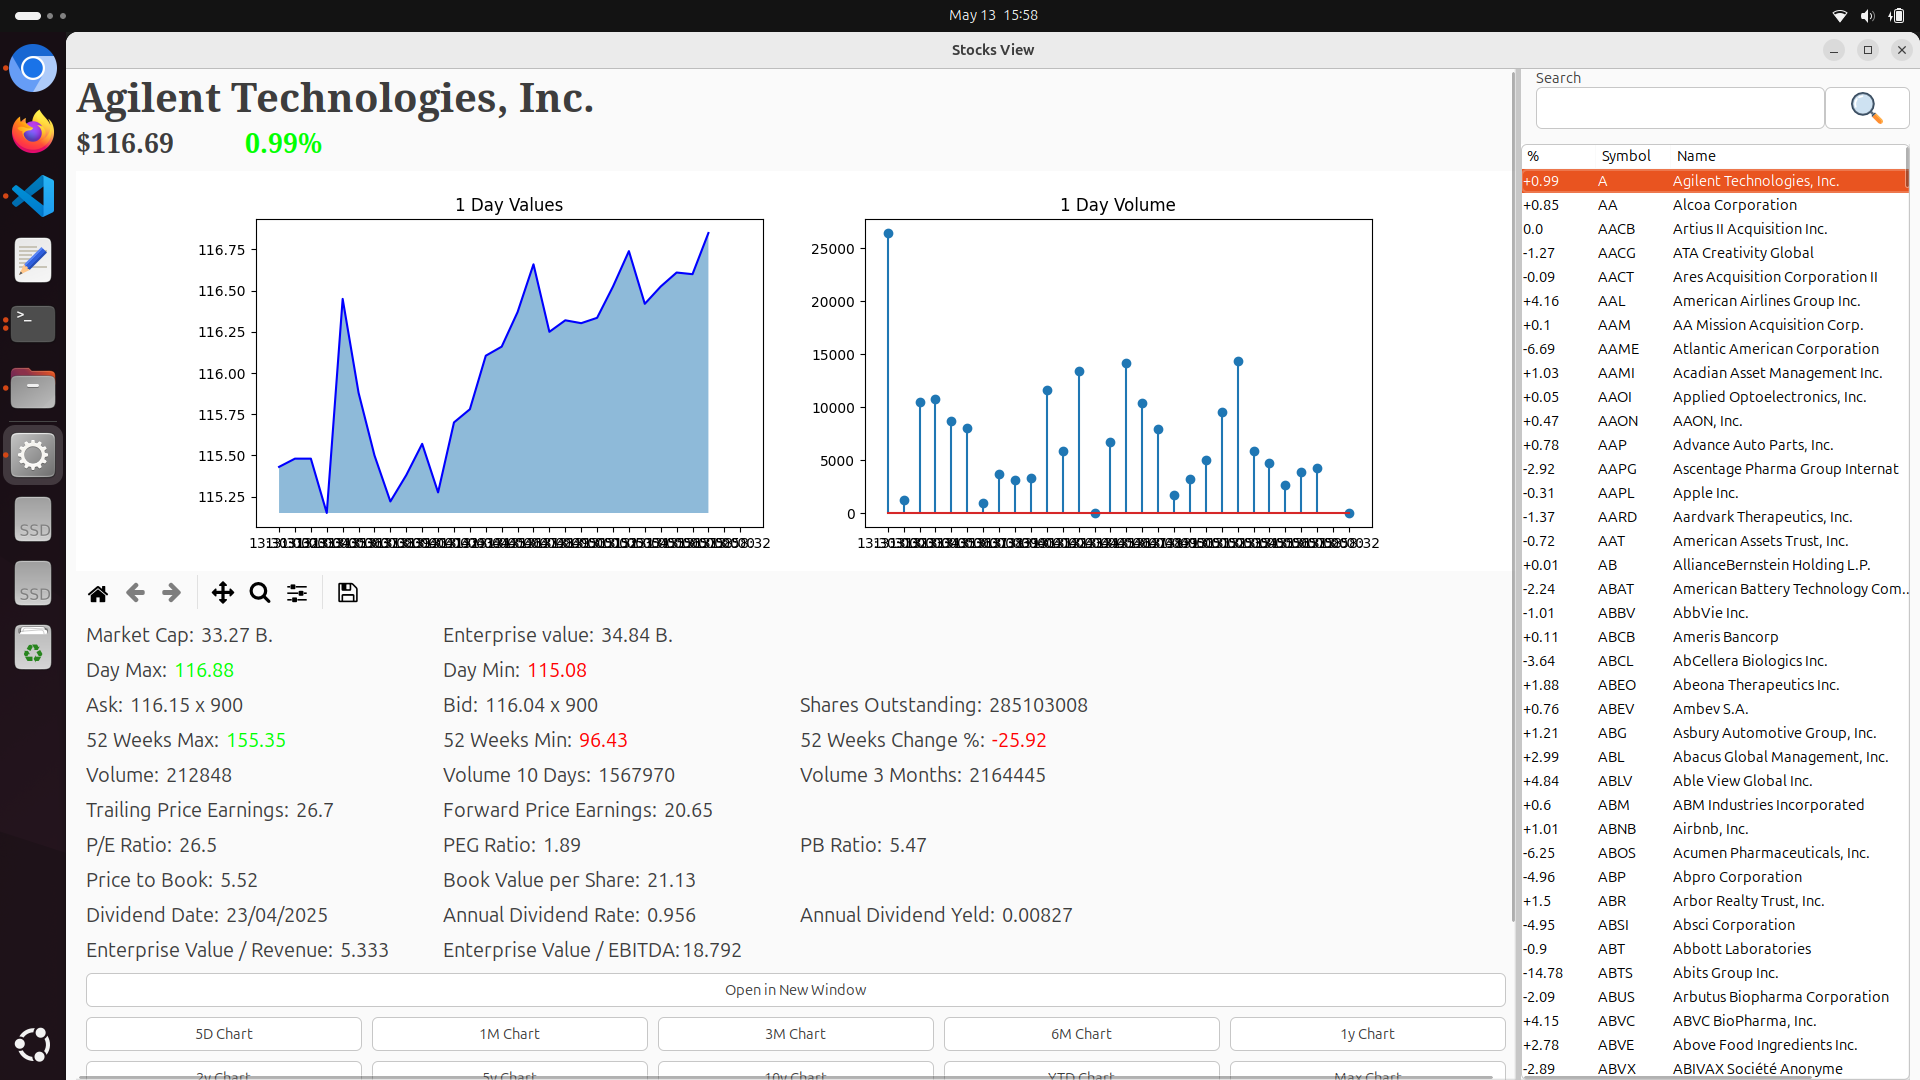 May 13 15:58
Stocks View
Agilent Technologies, Inc.
$116.69 0.99%
1 Day Values
116.75
116.50
116.25
116.00
115.75
115.50
115.25
1 Day Volume
25000
20000
15000
10000
5000
0
Market Cap: 33.27 B. Enterprise value: 34.84 B.
Day Max: 116.88 Day Min: 115.08
Ask: 116.15 x 900 Bid: 116.04 x 900 Shares Outstanding: 285103008
52 Weeks Max: 155.35 52 Weeks Min: 96.43 52 Weeks Change %: -25.92
Volume: 212848 Volume 10 Days: 1567970 Volume 3 Months: 2164445
Trailing Price Earnings: 26.7 Forward Price Earnings: 20.65
P/E Ratio: 26.5 PEG Ratio: 1.89 PB Ratio: 5.47
Price to Book: 5.52 Book Value per Share: 21.13
Dividend Date: 23/04/2025 Annual Dividend Rate: 0.956 Annual Dividend Yeld: 0.00827
Enterprise Value / Revenue: 5.333 Enterprise Value / EBITDA: 18.792
Open in New Window
5D Chart 1M Chart 3M Chart 6M Chart 1y Chart
2y Chart 5y Chart 10y Chart YTD Chart Max Chart
Search
% Symbol Name
+0.99 A Agilent Technologies, Inc.
+0.85 AA Alcoa Corporation
0.0 AACB Artius II Acquisition Inc.
-1.27 AACG ATA Creativity Global
-0.09 AACT Ares Acquisition Corporation II
+4.16 AAL American Airlines Group Inc.
+0.1 AAM AA Mission Acquisition Corp.
-6.69 AAME Atlantic American Corporation
+1.03 AAMI Acadian Asset Management Inc.
+0.05 AAOI Applied Optoelectronics, Inc.
+0.47 AAON AAON, Inc.
+0.78 AAP Advance Auto Parts, Inc.
-2.92 AAPG Ascentage Pharma Group Internat
-0.31 AAPL Apple Inc.
-1.37 AARD Aardvark Therapeutics, Inc.
-0.72 AAT American Assets Trust, Inc.
+0.01 AB AllianceBernstein Holding L.P.
-2.24 ABAT American Battery Technology Com..
-1.01 ABBV AbbVie Inc.
+0.11 ABCB Ameris Bancorp
-3.64 ABCL AbCellera Biologics Inc.
+1.88 ABEO Abeona Therapeutics Inc.
+0.76 ABEV Ambev S.A.
+1.21 ABG Asbury Automotive Group, Inc.
+2.99 ABL Abacus Global Management, Inc.
+4.84 ABLV Able View Global Inc.
+0.6 ABM ABM Industries Incorporated
+1.01 ABNB Airbnb, Inc.
-6.25 ABOS Acumen Pharmaceuticals, Inc.
-4.96 ABP Abpro Corporation
+1.5 ABR Arbor Realty Trust, Inc.
-4.95 ABSI Absci Corporation
-0.9 ABT Abbott Laboratories
-14.78 ABTS Abits Group Inc.
-2.09 ABUS Arbutus Biopharma Corporation
+4.15 ABVC ABVC BioPharma, Inc.
+2.78 ABVE Above Food Ingredients Inc.
-2.89 ABVX ABIVAX Société Anonyme
SSD
SSD